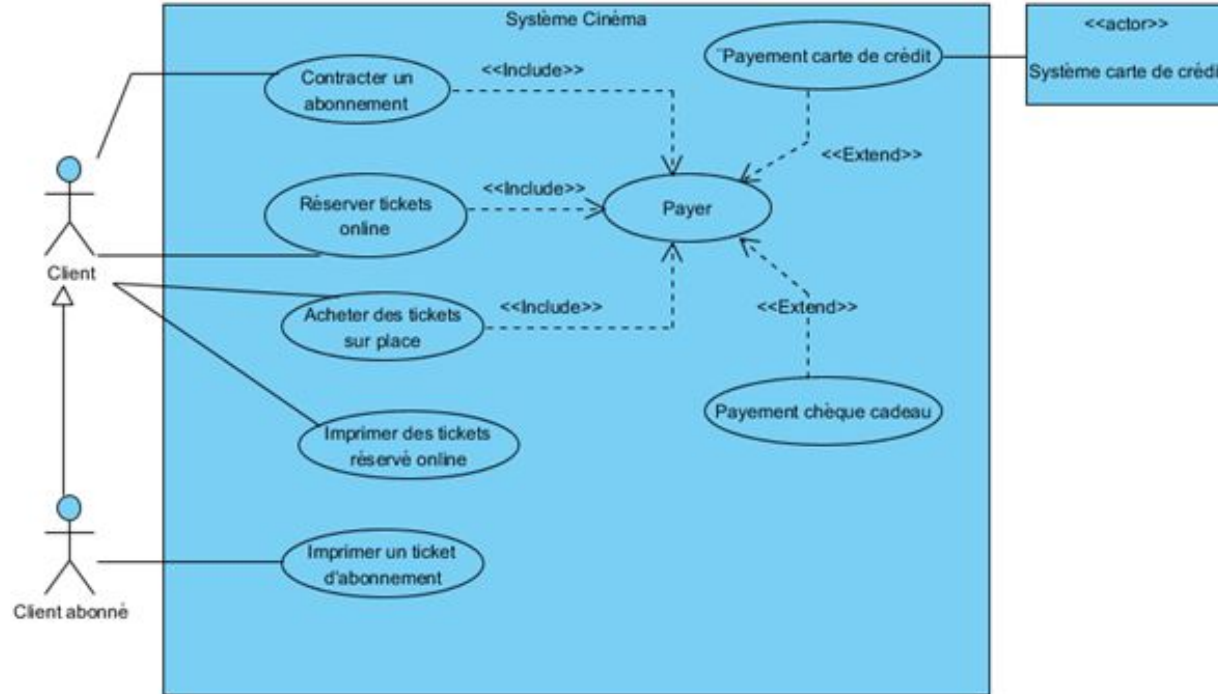 Système Cinéma
<<actor>>
Système carte de crédit
¨Payement carte de crédit
Contracter un
abonnement
<<Include>>
<<Extend>>
Réserver tickets
online
<<Include>>
Payer
Client
Acheter des tickets
sur place
<<Include>>
<<Extend>>
Payement chèque cadeau
Imprimer des tickets
réservé online
Imprimer un ticket
d'abonnement
Client abonné